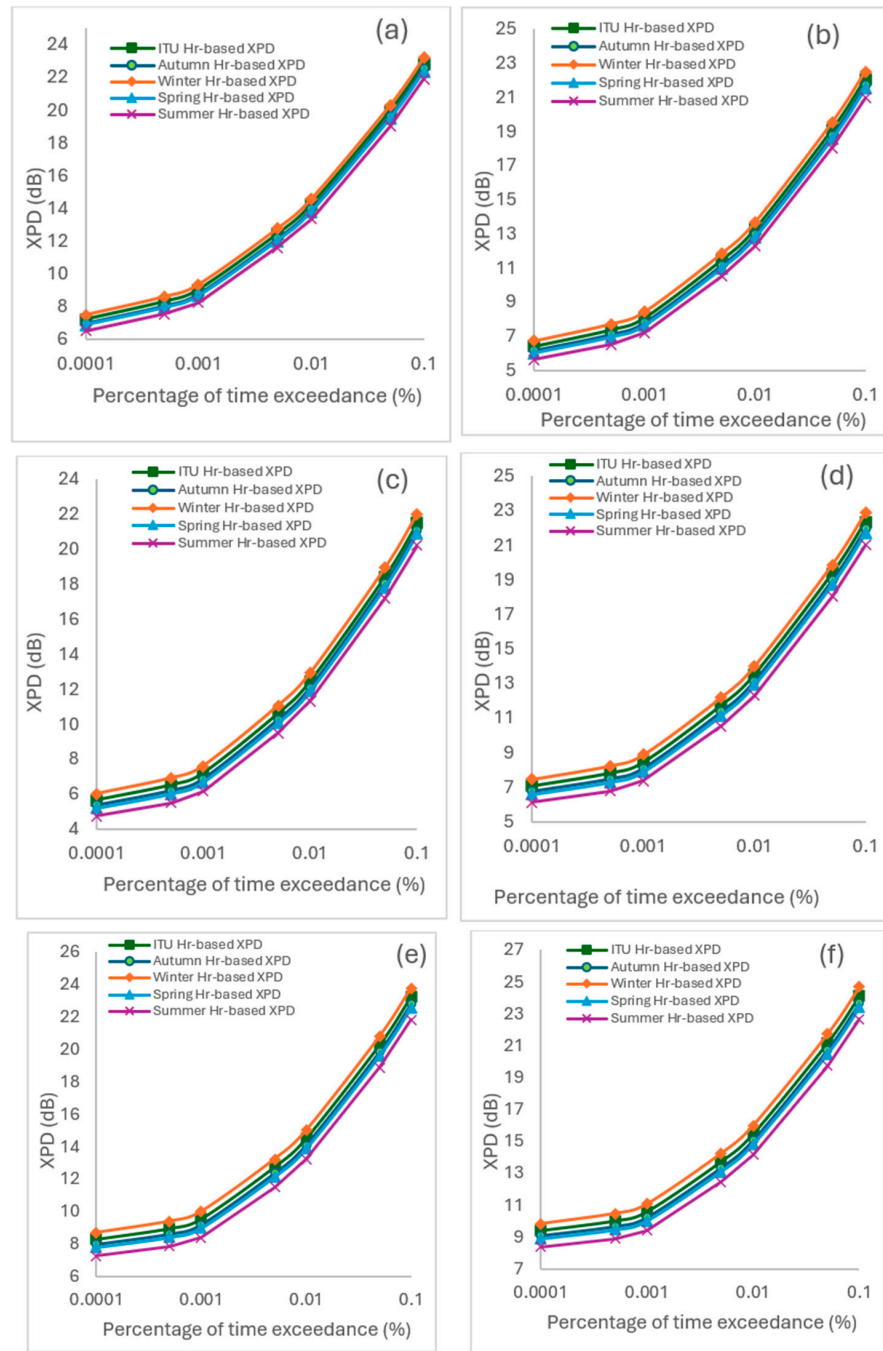 (a)
ITU Hr-based XPD
Autumn Hr-based XPD
Winter Hr-based XPD
Spring Hr-based XPD
Summer Hr-based XPD
XPD (dB)
24
22
20
18
16
14
12
10
8
6
0.0001 0.001 0.01 0.1
Percentage of time exceedance (%)
(b)
ITU Hr-based XPD
Autumn Hr-based XPD
Winter Hr-based XPD
Spring Hr-based XPD
Summer Hr-based XPD
XPD (dB)
25
23
21
19
17
15
13
11
9
7
5
0.0001 0.001 0.01 0.1
Percentage of time exceedance (%)
(c)
ITU Hr-based XPD
Autumn Hr-based XPD
Winter Hr-based XPD
Spring Hr-based XPD
Summer Hr-based XPD
XPD (dB)
24
22
20
18
16
14
12
10
8
6
4
0.0001 0.001 0.01 0.1
Percentage of time exceedance (%)
(d)
ITU Hr-based XPD
Autumn Hr-based XPD
Winter Hr-based XPD
Spring Hr-based XPD
Summer Hr-based XPD
XPD (dB)
25
23
21
19
17
15
13
11
9
7
5
0.0001 0.001 0.01 0.1
Percentage of time exceedance (%)
(e)
ITU Hr-based XPD
Autumn Hr-based XPD
Winter Hr-based XPD
Spring Hr-based XPD
Summer Hr-based XPD
XPD (dB)
26
24
22
20
18
16
14
12
10
8
6
0.0001 0.001 0.01 0.1
Percentage of time exceedance (%)
(f)
ITU Hr-based XPD
Autumn Hr-based XPD
Winter Hr-based XPD
Spring Hr-based XPD
Summer Hr-based XPD
XPD (dB)
27
25
23
21
19
17
15
13
11
9
7
0.0001 0.001 0.01 0.1
Percentage of time exceedance (%)